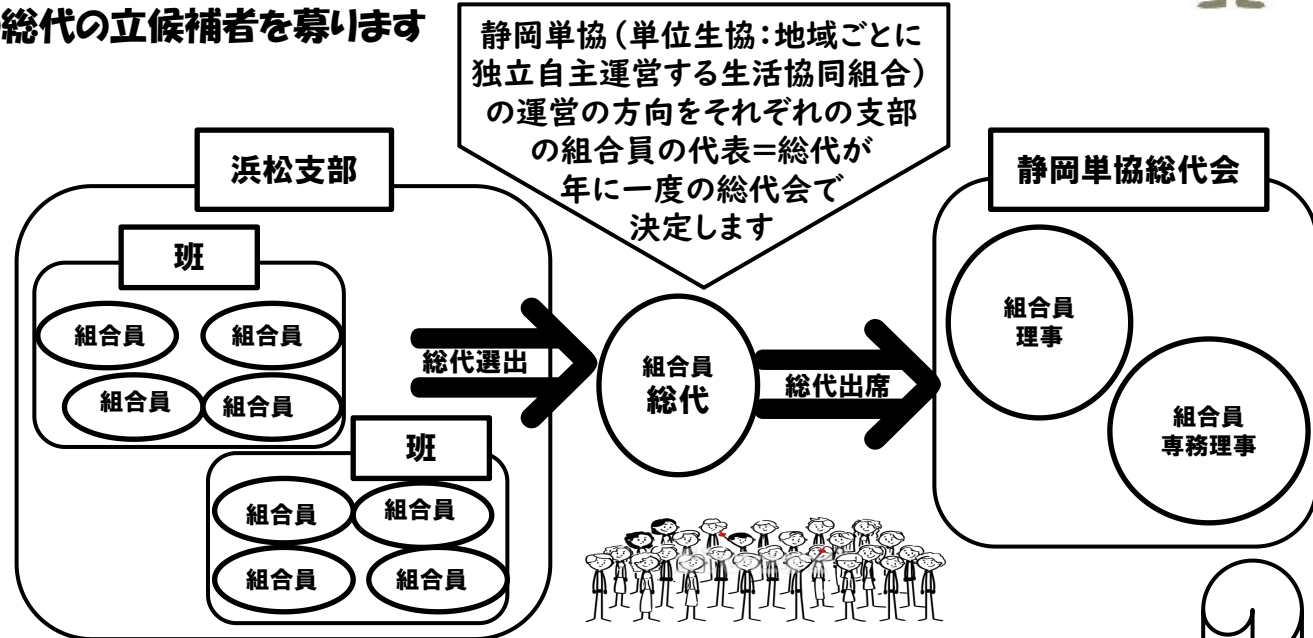 総代の立候補者を募ります
静岡単協(単位生協:地域ごとに
独立自主運営する生活協同組合)
の運営の方向をそれぞれの支部
の組合員の代表=総代が
年に一度の総代会で
決定します
浜松支部
班
組合員
組合員
組合員
組合員
班
組合員
組合員
組合員
組合員
総代選出
組合員
総代
総代出席
静岡単協総代会
組合員
理事
組合員
専務理事